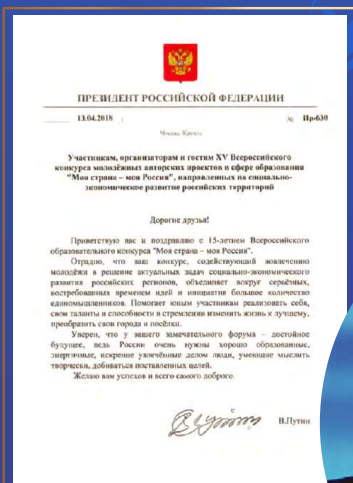 ПРЕЗИДЕНТ РОССИЙСКОЙ ФЕДЕРАЦИИ
13.04.2018
№ Пр-630
Москва, Кремль
Участникам, организаторам и гостям XV Всероссийского
конкурса молодёжных авторских проектов в сфере образования
"Моя страна – моя Россия", направленных на социально-
экономическое развитие российских территорий
Дорогие друзья!
Приветствую вас и поздравляю с 15-летием Всероссийского
образовательного конкурса "Моя страна – моя Россия".
Отрадно, что ваш конкурс, содействующий вовлечению
молодёжи в решение актуальных задач социально-экономического
развития российских регионов, объединяет вокруг серьёзных,
востребованных временем идей и инициатив большое количество
единомышленников. Помогает юным участникам реализовать себя,
свои таланты и способности в стремлении изменить жизнь к лучшему,
преобразить свои города и посёлки.
Уверен, что у вашего замечательного форума – достойное
будущее, ведь России очень нужны хорошо образованные,
энергичные, искренне увлечённые делом люди, умеющие мыслить
творчески, добиваться поставленных целей.
Желаю вам успехов и всего самого доброго.
В.Путин